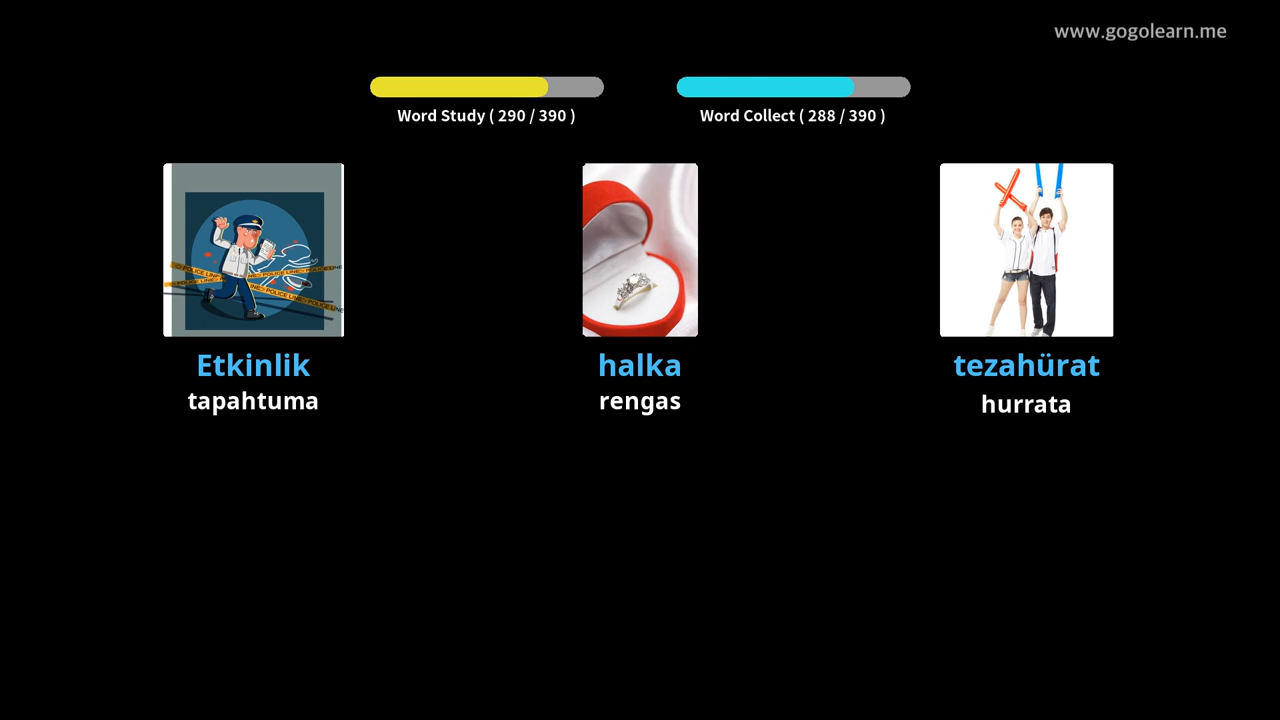 www.gogolearn.me
Word Study ( 290 / 390 )
Word Collect ( 288 / 390 )
Etkinlik
tapahtuma
halka
rengas
tezahürat
hurrata